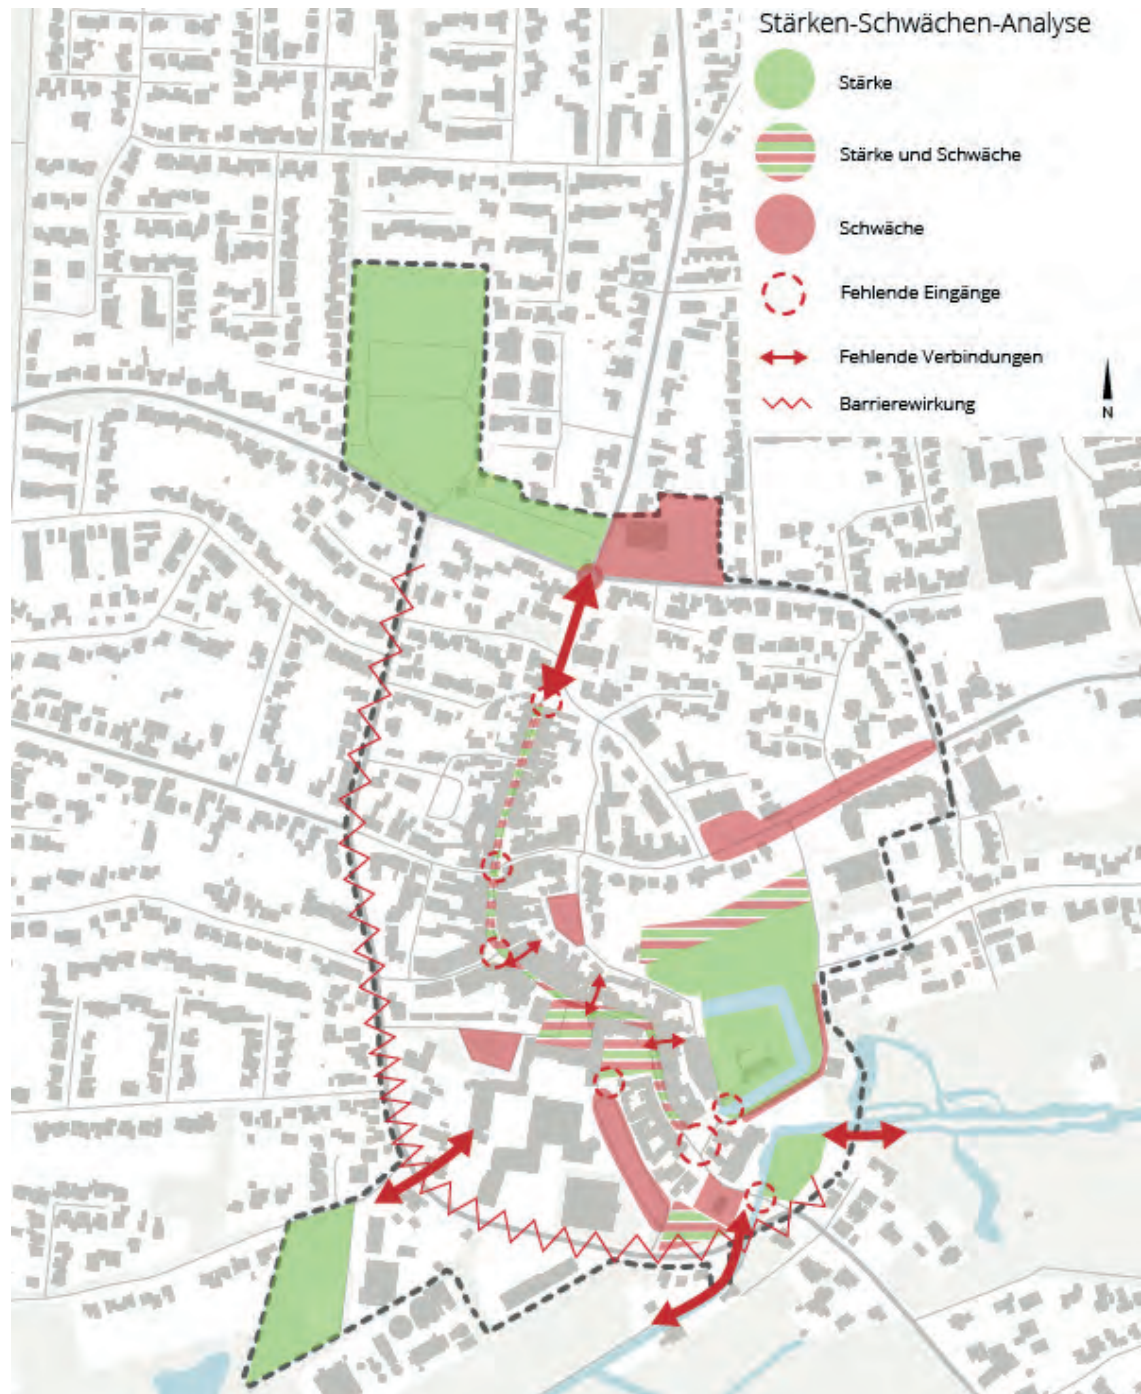 Stärken-Schwächen-Analyse
Stärke
Stärke und Schwäche
Schwäche
Fehlende Eingänge
Fehlende Verbindungen
Barrierewirkung
N